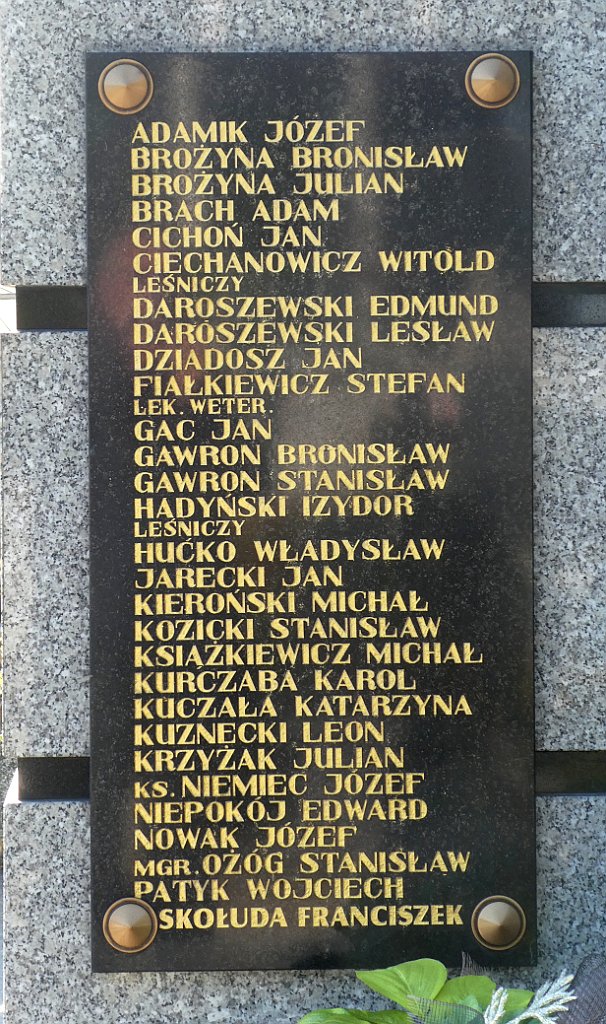 ADAMIK JÓZEF
BROŻYNA BRONISŁAW
BROŻYNA JULIAN
BRACH ADAM
CICHOŃ JAN
CIECHANOWICZ WITOLD
LEŚNICZY
DAROSZEWSKI EDMUND
DAROSZEWSKI LESŁAW
DZIADOSZ JAN
FIAŁKIEWICZ STEFAN
LEK. WETER.
GAC JAN
GAWRON BRONISŁAW
GAWRON STANISŁAW
HADYŃSKI IZYDOR
LEŚNICZY
HUĆKO WŁADYSŁAW
JARECKI JAN
KIEROŃSKI MICHAŁ
KOZICKI STANISŁAW
KSIĄŻKIEWICZ MICHAŁ
KURCZABA KAROL
KUCZAŁA KATARZYNA
KUZNECKI LEON
KRZYŻAK JULIAN
KS. NIEMIEC JÓZEF
NIEPOKÓJ EDWARD
NOWAK JÓZEF
MGR. OŻÓG STANISŁAW
PATYK WOJCIECH
SKOŁUDA FRANCISZEK